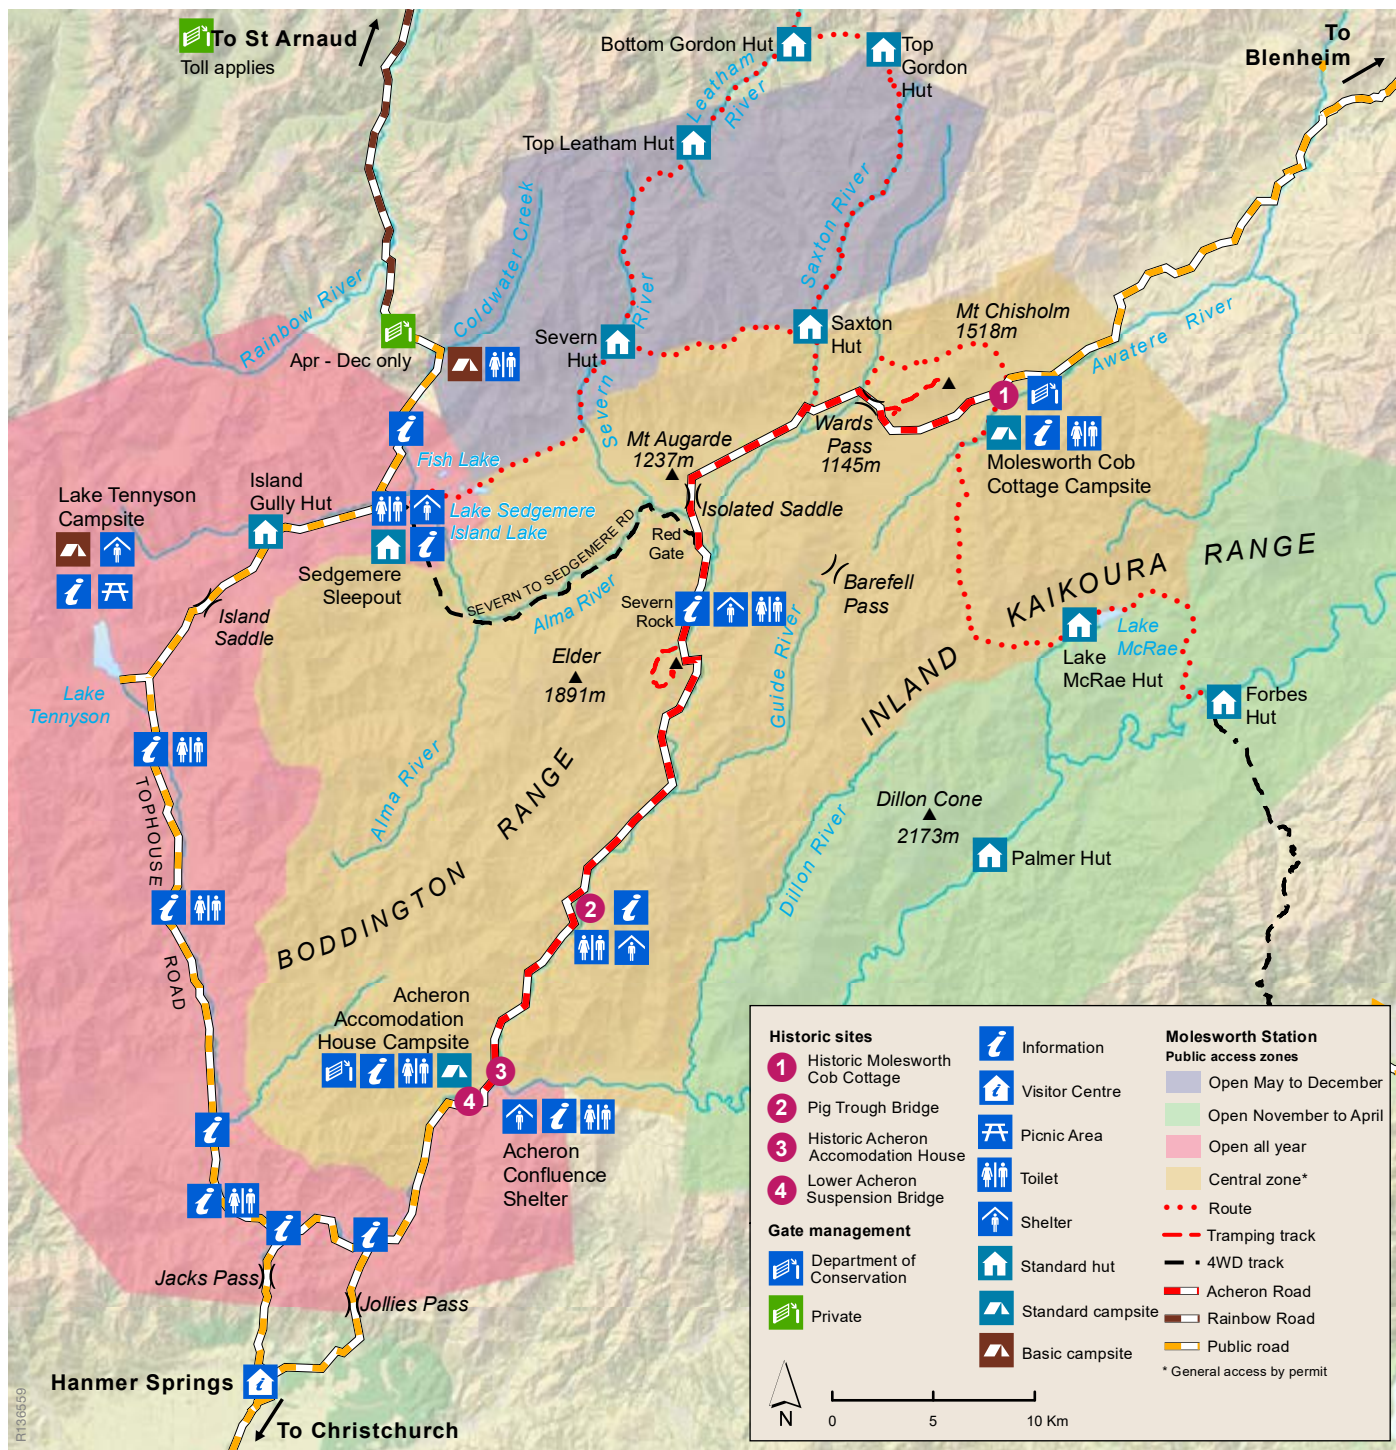 To St Arnaud
Toll applies
Bottom Gordon Hut
Top
Gordon
Hut
To
Blenheim
Leatham
River
Top Leatham Hut
Coldwater Creek
Saxton River
Rainbow River
Severn
River
Severn
Hut
Saxton
Hut
Mt Chisholm
1518m
Awatere River
Apr - Dec only
1
Wards
Pass
1145m
Molesworth Cob
Cottage Campsite
Mt Augarde
1237m
Fish Lake
Island
Gully Hut
Lake Tennyson
Campsite
Lake Sedgemere
Island Lake
Isolated Saddle
Red
Gate
SEVERN TO SEDGEMERE RD
Sedgemere
Sleepout
Alma River
Barefell
Pass
INLAND KAIKOURA RANGE
Island
Saddle
Severn
Rock
Guide River
Lake
McRae
Lake
McRae Hut
Elder
1891m
Lake
Tennyson
Forbes
Hut
Alma River
Dillon Cone
2173m
Dillon River
Palmer Hut
TOPHOUSE
ROAD
BODDINGTON RANGE
2
Acheron
Accomodation
House Campsite
3
4
Acheron
Confluence
Shelter
Jacks Pass
Jollies Pass
Hanmer Springs
To Christchurch
R136559
Historic sites
1 Historic Molesworth
Cob Cottage
2 Pig Trough Bridge
3 Historic Acheron
Accomodation House
4 Lower Acheron
Suspension Bridge
Gate management
Department of
Conservation
Private
N
Information
Visitor Centre
Picnic Area
Toilet
Shelter
Standard hut
Standard campsite
Basic campsite
0 5 10 Km
Molesworth Station
Public access zones
Open May to December
Open November to April
Open all year
Central zone*
Route
Tramping track
4WD track
Acheron Road
Rainbow Road
Public road
* General access by permit